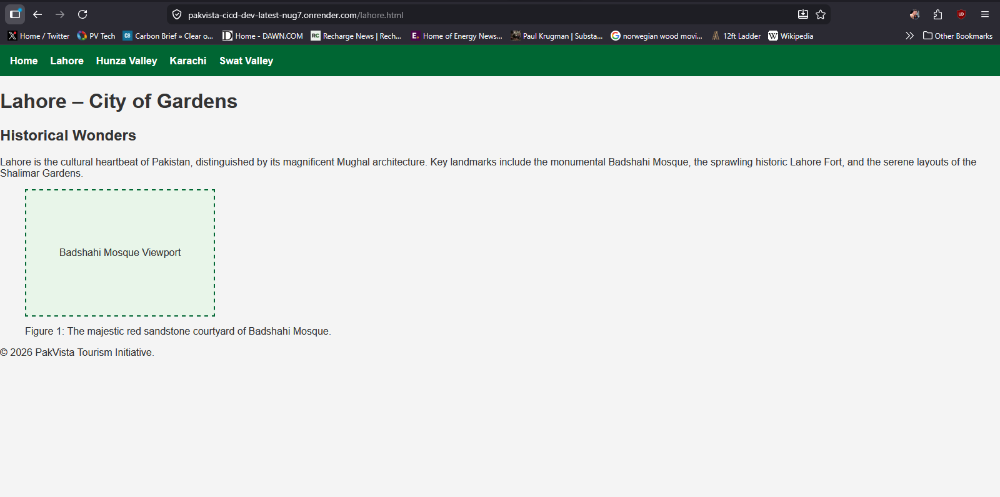 pakvista-cicd-dev-latest-nug7.onrender.com/lahore.html
Home / Twitter PV Tech CB Carbon Brief » Clear o... Home - DAWN.COM RC Recharge News | Rech... E. Home of Energy News... Paul Krugman | Substa... G norwegian wood movi... 12ft Ladder W Wikipedia Other Bookmarks
Home Lahore Hunza Valley Karachi Swat Valley
Lahore – City of Gardens
Historical Wonders
Lahore is the cultural heartbeat of Pakistan, distinguished by its magnificent Mughal architecture. Key landmarks include the monumental Badshahi Mosque, the sprawling historic Lahore Fort, and the serene layouts of the
Shalimar Gardens.
Badshahi Mosque Viewport
Figure 1: The majestic red sandstone courtyard of Badshahi Mosque.
© 2026 PakVista Tourism Initiative.